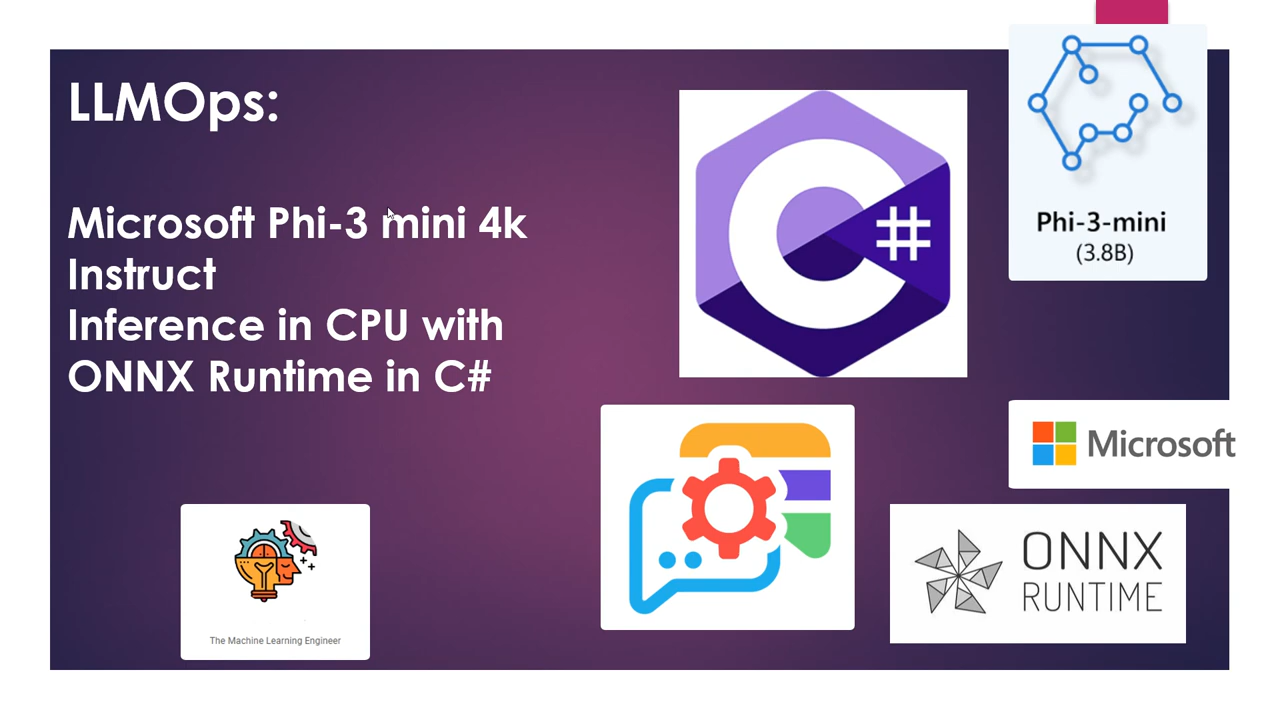 LLMOps:
Microsoft Phi-3 mini 4k
Instruct
Inference in CPU with
ONNX Runtime in C#
C#
Phi-3-mini
(3.8B)
Microsoft
ONNX
RUNTIME
The Machine Learning Engineer